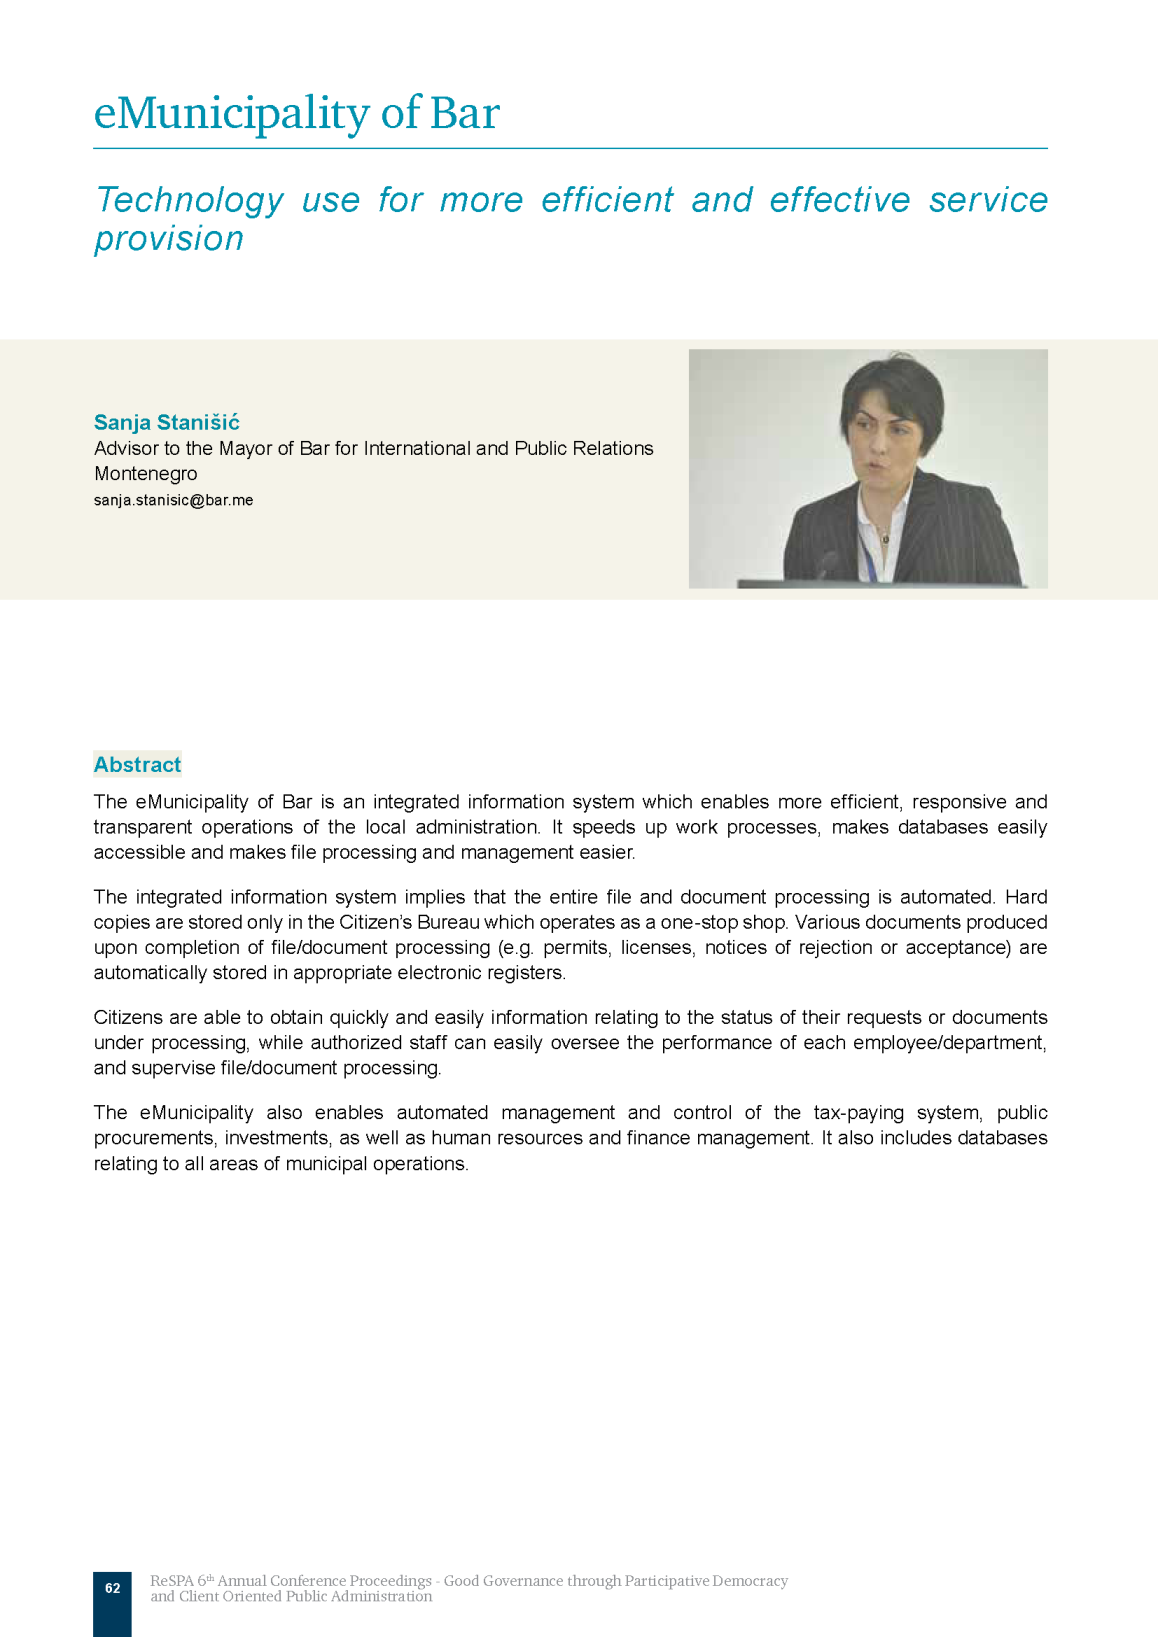 eMunicipality of Bar
Technology use for more efficient and effective service
provision
Sanja Stanišić
Advisor to the Mayor of Bar for International and Public Relations
Montenegro
sanja.stanisic@bar.me
Abstract
The eMunicipality of Bar is an integrated information system which enables more efficient, responsive and
transparent operations of the local administration. It speeds up work processes, makes databases easily
accessible and makes file processing and management easier.
The integrated information system implies that the entire file and document processing is automated. Hard
copies are stored only in the Citizen’s Bureau which operates as a one-stop shop. Various documents produced
upon completion of file/document processing (e.g. permits, licenses, notices of rejection or acceptance) are
automatically stored in appropriate electronic registers.
Citizens are able to obtain quickly and easily information relating to the status of their requests or documents
under processing, while authorized staff can easily oversee the performance of each employee/department,
and supervise file/document processing.
The eMunicipality also enables automated management and control of the tax-paying system, public
procurements, investments, as well as human resources and finance management. It also includes databases
relating to all areas of municipal operations.
62
ReSPA 6th Annual Conference Proceedings - Good Governance through Participative Democracy
and Client Oriented Public Administration